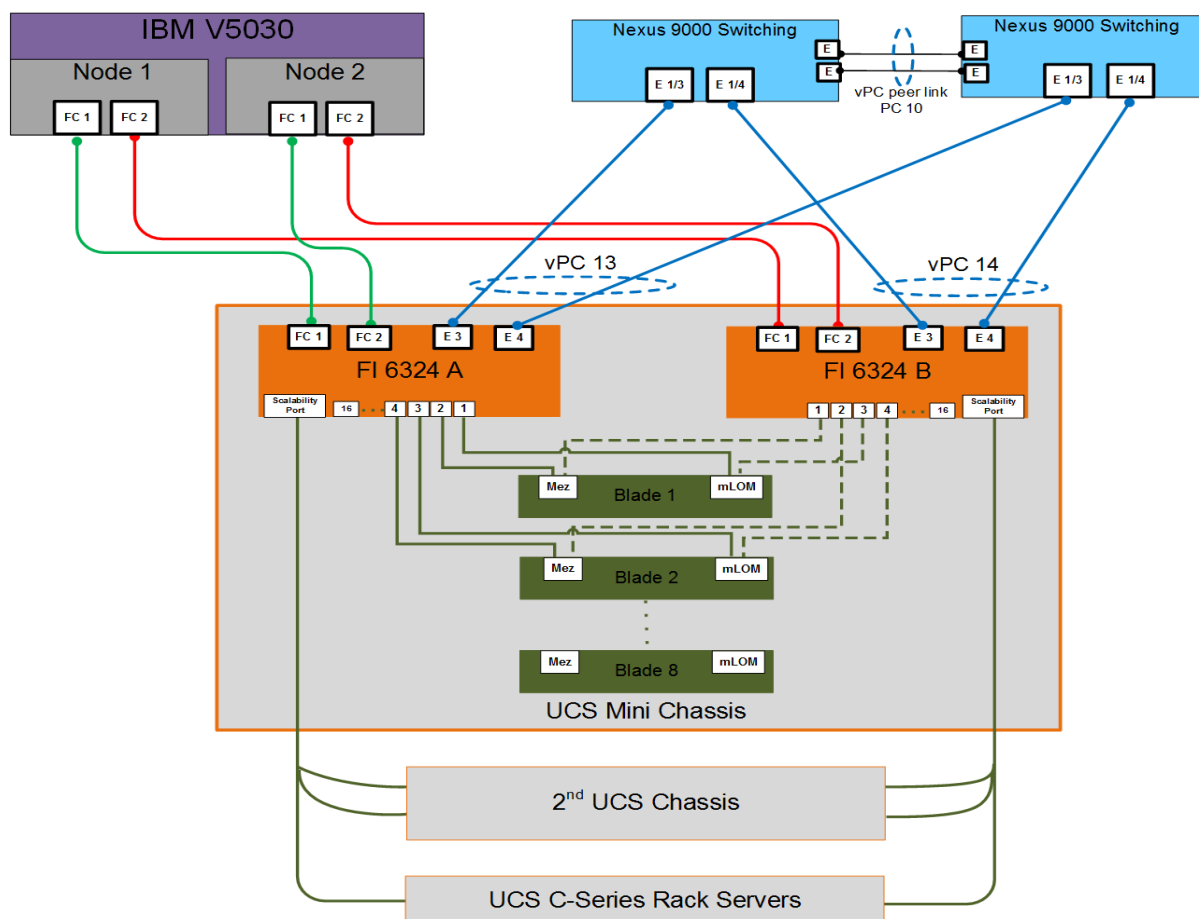 IBM V5030
Node 1
Node 2
FC 1
FC 2
FC 1
FC 2
Nexus 9000 Switching
E
E
E 1/3
E 1/4
vPC peer link
PC 10
Nexus 9000 Switching
E
E
E 1/3
E 1/4
vPC 13
vPC 14
FC 1
FC 2
E 3
E 4
FI 6324 A
Scalability
Port
16 ... 4 3 2 1
FC 1
FC 2
E 3
E 4
FI 6324 B
1 2 3 4 ... 16
Scalability
Port
Mez
Blade 1
mLOM
Mez
Blade 2
mLOM
Mez
Blade 8
mLOM
UCS Mini Chassis
2nd UCS Chassis
UCS C-Series Rack Servers